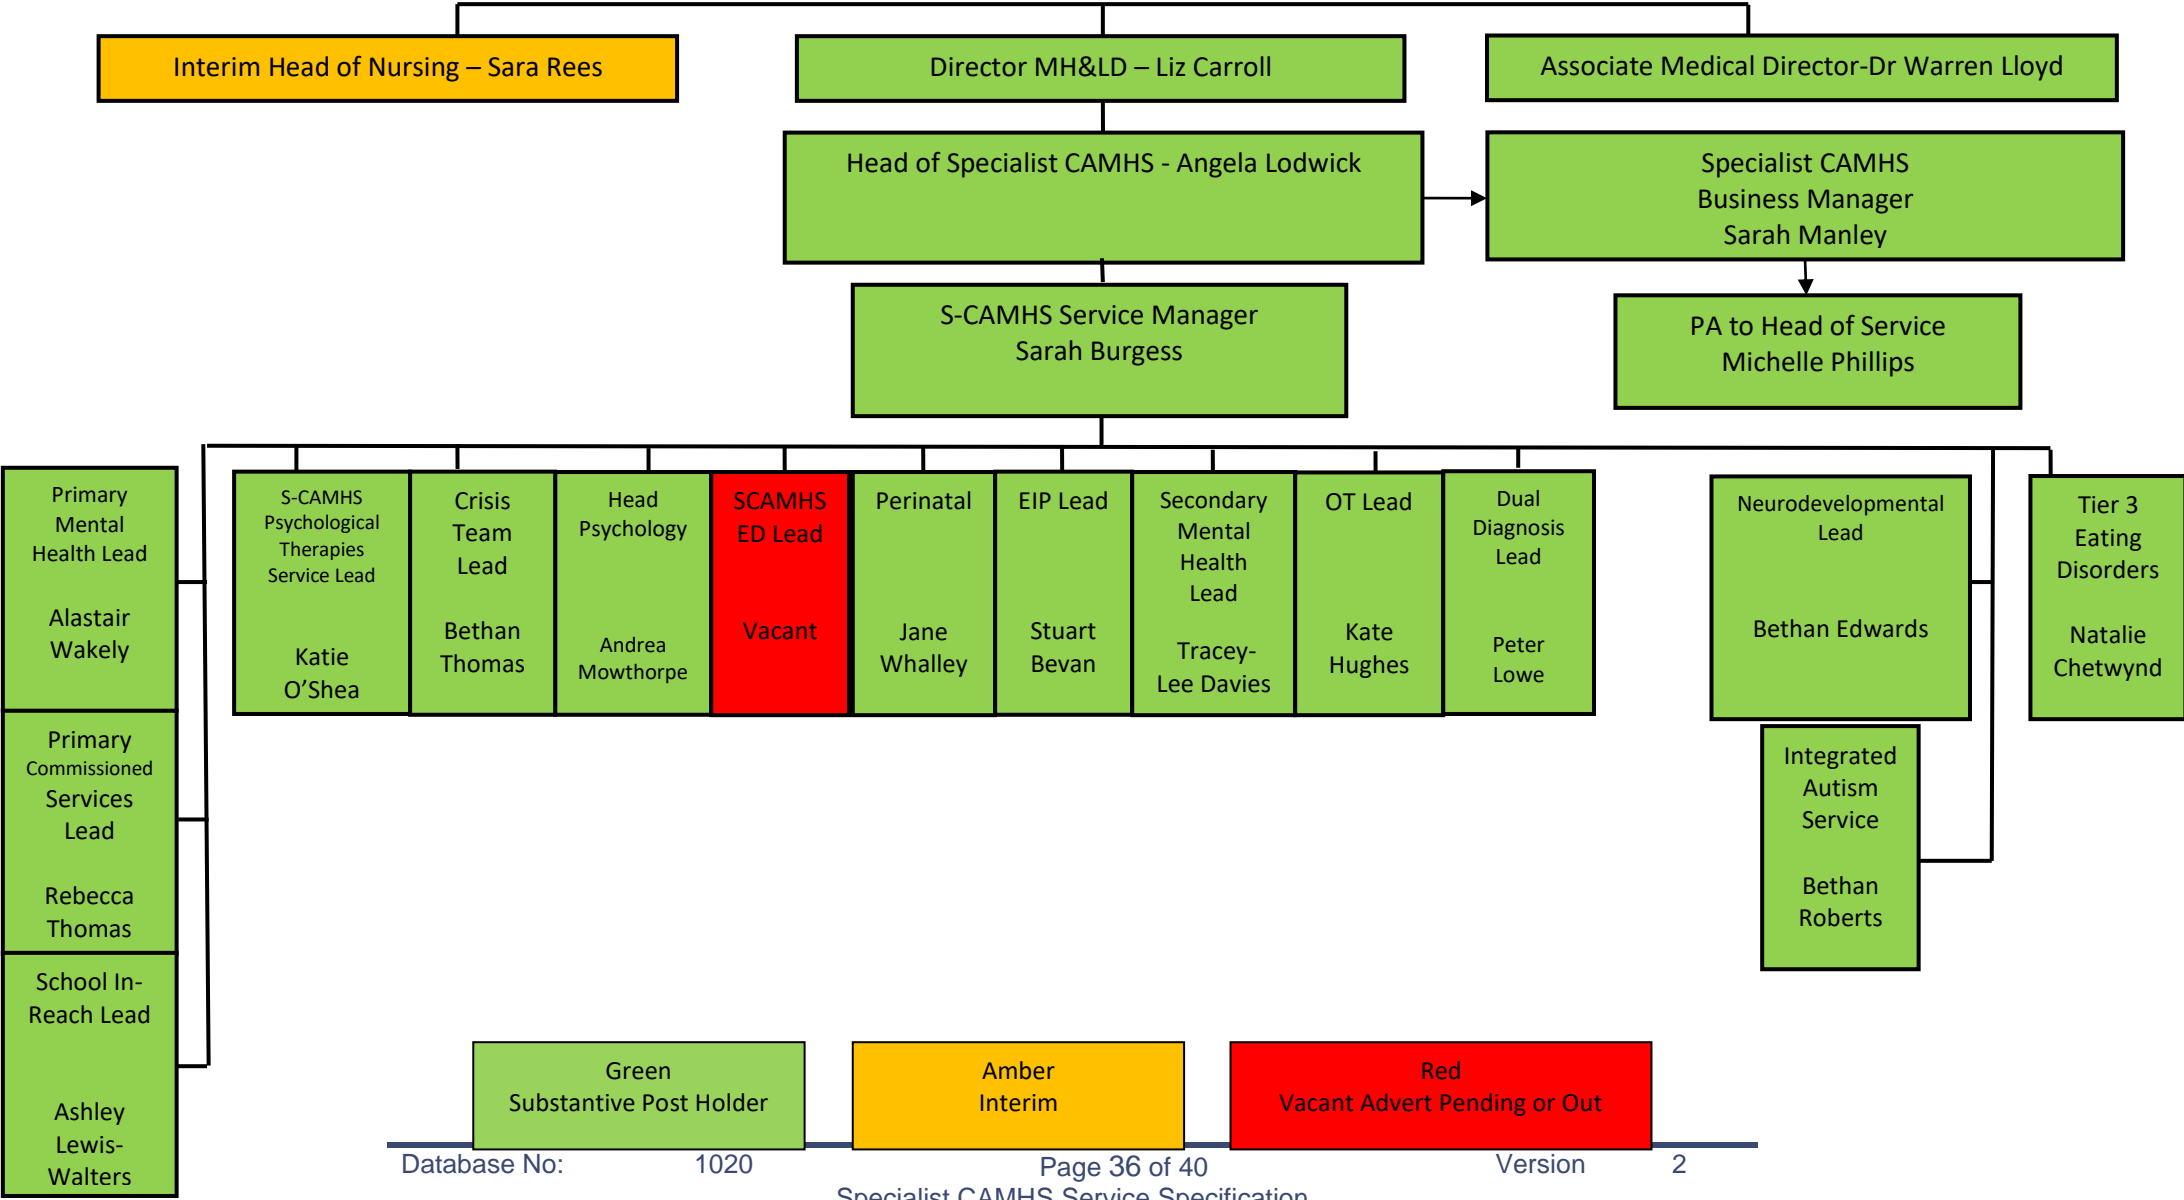 Interim Head of Nursing – Sara Rees
Director MH&LD – Liz Carroll
Associate Medical Director-Dr Warren Lloyd
Head of Specialist CAMHS - Angela Lodwick
Specialist CAMHS
Business Manager
Sarah Manley
S-CAMHS Service Manager
Sarah Burgess
PA to Head of Service
Michelle Phillips
Primary
Mental
Health Lead
Alastair
Wakely
Primary
Commissioned
Services
Lead
Rebecca
Thomas
School In-
Reach Lead
Ashley
Lewis-
Walters
S-CAMHS
Psychological
Therapies
Service Lead
Katie
O’Shea
Crisis
Team
Lead
Bethan
Thomas
Head
Psychology
Andrea
Mowthorpe
SCAMHS
ED Lead
Vacant
Perinatal
Jane
Whalley
EIP Lead
Stuart
Bevan
Secondary
Mental
Health
Lead
Tracey-
Lee Davies
OT Lead
Kate
Hughes
Dual
Diagnosis
Lead
Peter
Lowe
Neurodevelopmental
Lead
Bethan Edwards
Integrated
Autism
Service
Bethan
Roberts
Tier 3
Eating
Disorders
Natalie
Chetwynd
Green
Substantive Post Holder
Amber
Interim
Red
Vacant Advert Pending or Out
Database No: 1020 Page 36 of 40 Version 2
Specialist CAMHS Service Specification